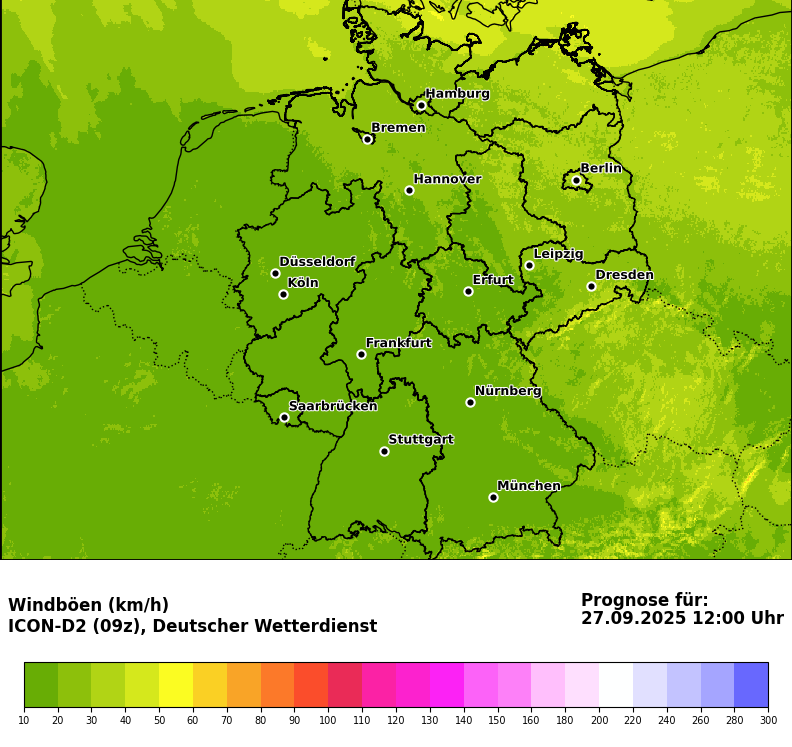 Hamburg
Bremen
Berlin
Hannover
Leipzig
Düsseldorf
Dresden
Köln
Erfurt
Frankfurt
Nürnberg
Saarbrücken
Stuttgart
München
Windböen (km/h)
ICON-D2 (09z), Deutscher Wetterdienst
Prognose für:
27.09.2025 12:00 Uhr
10 20 30 40 50 60 70 80 90 100 110 120 130 140 150 160 180 200 220 240 260 280 300